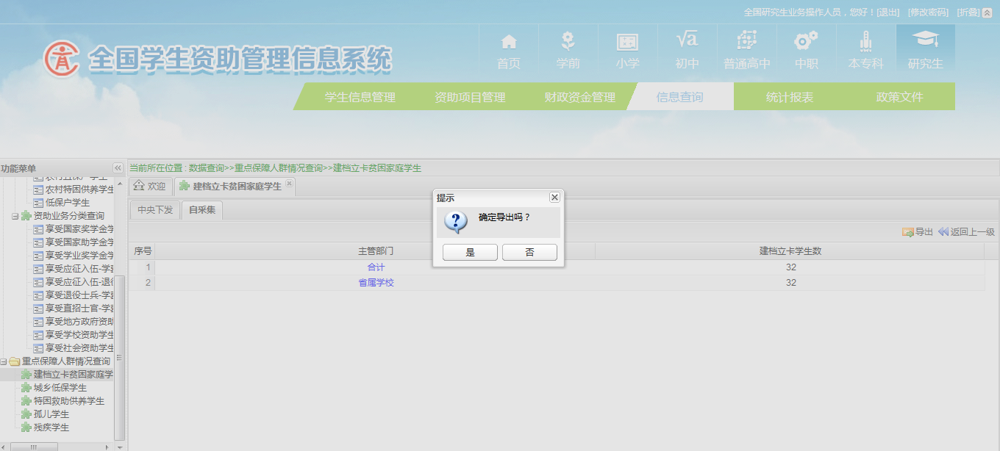 全国研究生业务操作人员，您好！[退出] [修改密码] [折叠]
全国学生资助管理信息系统
首页 学前 小学 初中 普通高中 中职 本专科 研究生
学生信息管理 资助项目管理 财政资金管理 信息查询 统计报表 政策文件
功能菜单
当前所在位置：数据查询>>重点保障人群情况查询>>建档立卡贫困家庭学生
欢迎 建档立卡贫困家庭学生
中央下发 自采集
导出 返回上一级
序号 主管部门 建档立卡学生数
1 合计 32
2 省属学校 32
提示
确定导出吗？
是 否
农村特困供养学生
低保户学生
资助业务分类查询
享受国家奖学金学
享受国家助学金学
享受学业奖学金学
享受应征入伍-学
享受应征入伍-退役
享受退役士兵-学
享受直招士官-学
享受地方政府资助
享受学校资助学生
享受社会资助学生
重点保障人群情况查询
建档立卡贫困家庭学
城乡低保学生
特困救助供养学生
孤儿学生
残疾学生